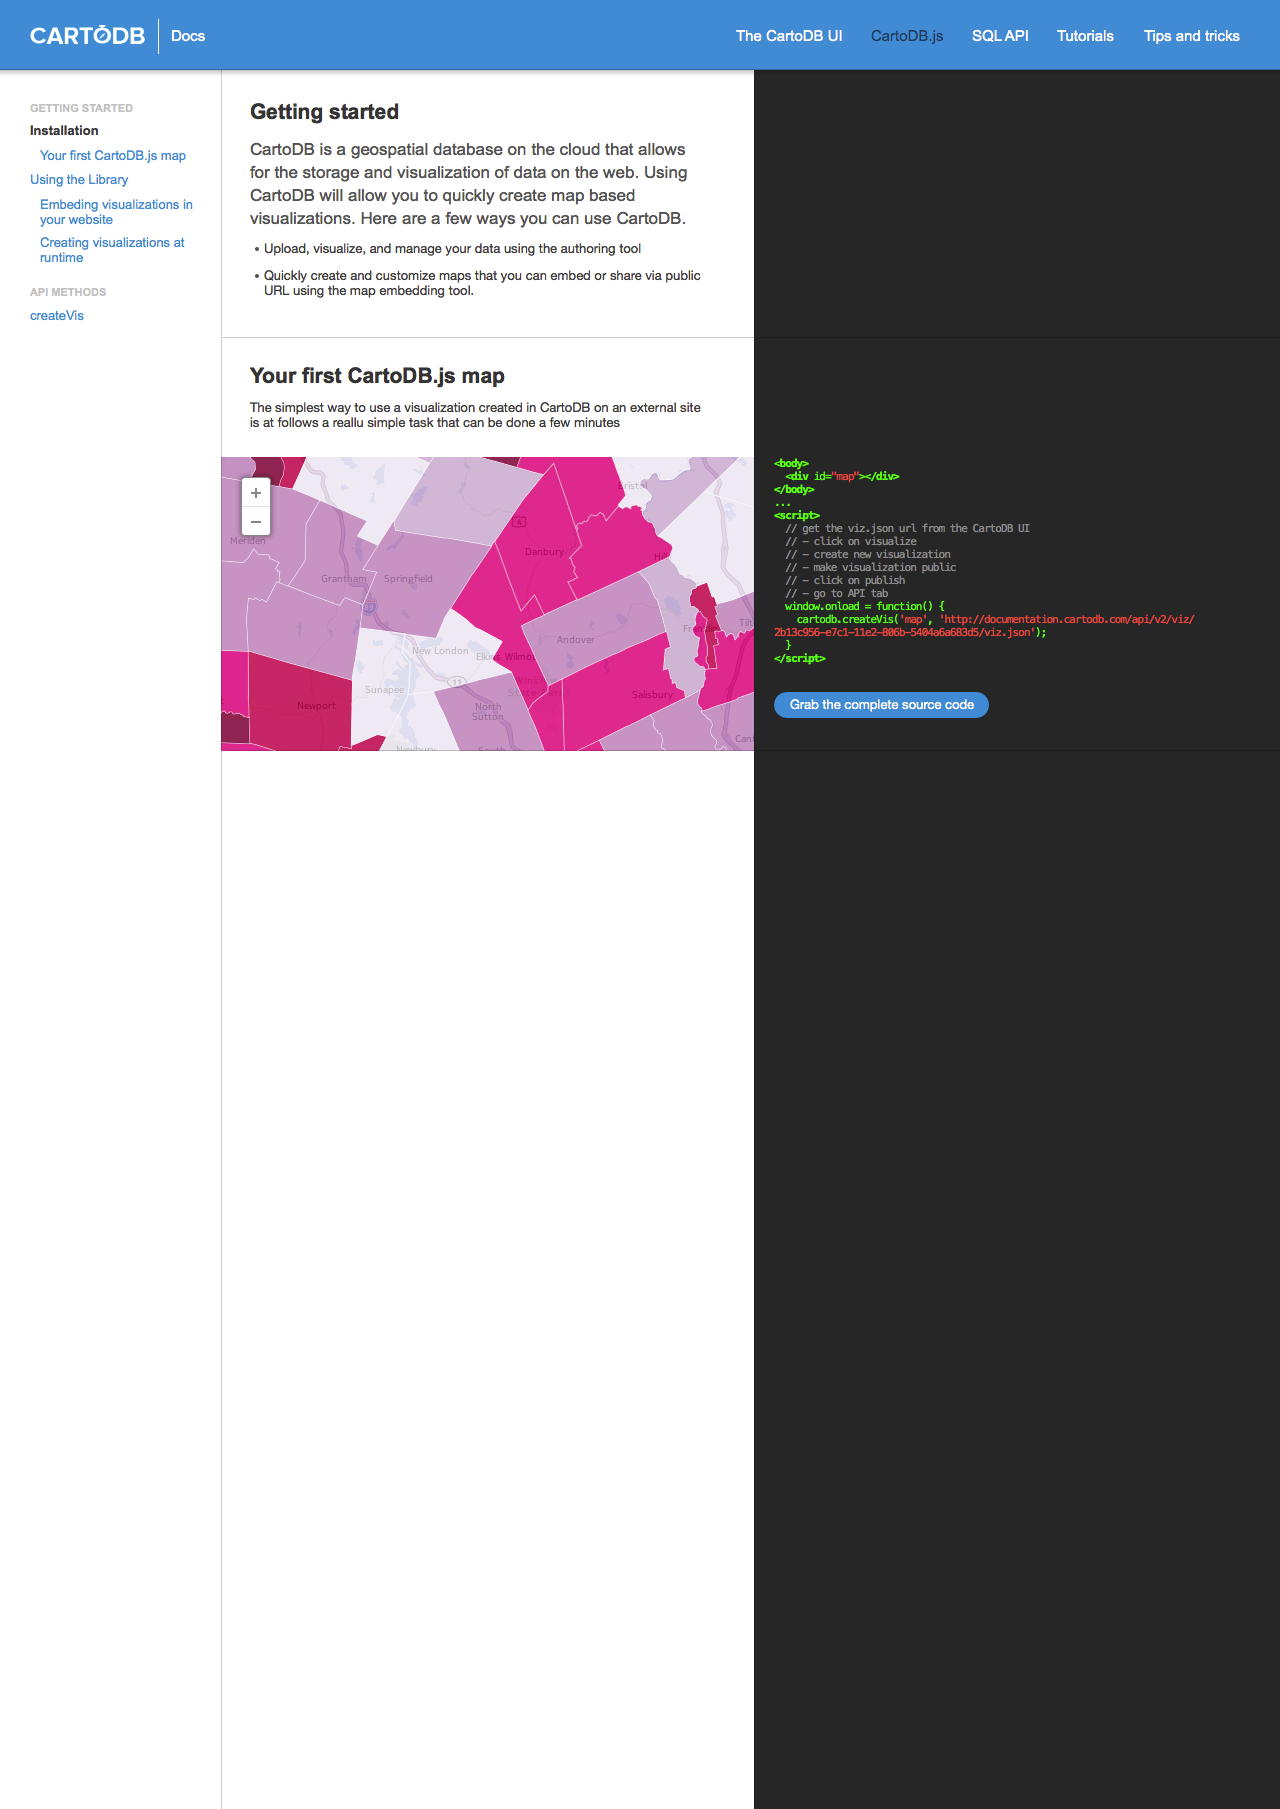 CARTODB
Docs
The CartoDB UI
CartoDB.js
SQL API
Tutorials
Tips and tricks
GETTING STARTED
Installation
Your first CartoDB.js map
Using the Library
Embeding visualizations in
your website
Creating visualizations at
runtime
API METHODS
createVis
Getting started
CartoDB is a geospatial database on the cloud that allows
for the storage and visualization of data on the web. Using
CartoDB will allow you to quickly create map based
visualizations. Here are a few ways you can use CartoDB.
• Upload, visualize, and manage your data using the authoring tool
• Quickly create and customize maps that you can embed or share via public
URL using the map embedding tool.
Your first CartoDB.js map
The simplest way to use a visualization created in CartoDB on an external site
is at follows a reallu simple task that can be done a few minutes
+
−
Bristol
4
Meriden
Danbury
Hill
Grantham
Springfield
89
Franklin
Tilt
Andover
New London
Elkins
Wilmot
11
Sunapee
Winslow
State Park
Salisbury
Newport
North
Sutton
Cant
Newbury
South
<body>
<div id="map"></div>
</body>
...
<script>
// get the viz.json url from the CartoDB UI
// – click on visualize
// – create new visualization
// – make visualization public
// – click on publish
// – go to API tab
window.onload = function() {
cartodb.createVis('map', 'http://documentation.cartodb.com/api/v2/viz/
2b13c956–e7c1–11e2–806b–5404a6a683d5/viz.json');
}
</script>
Grab the complete source code